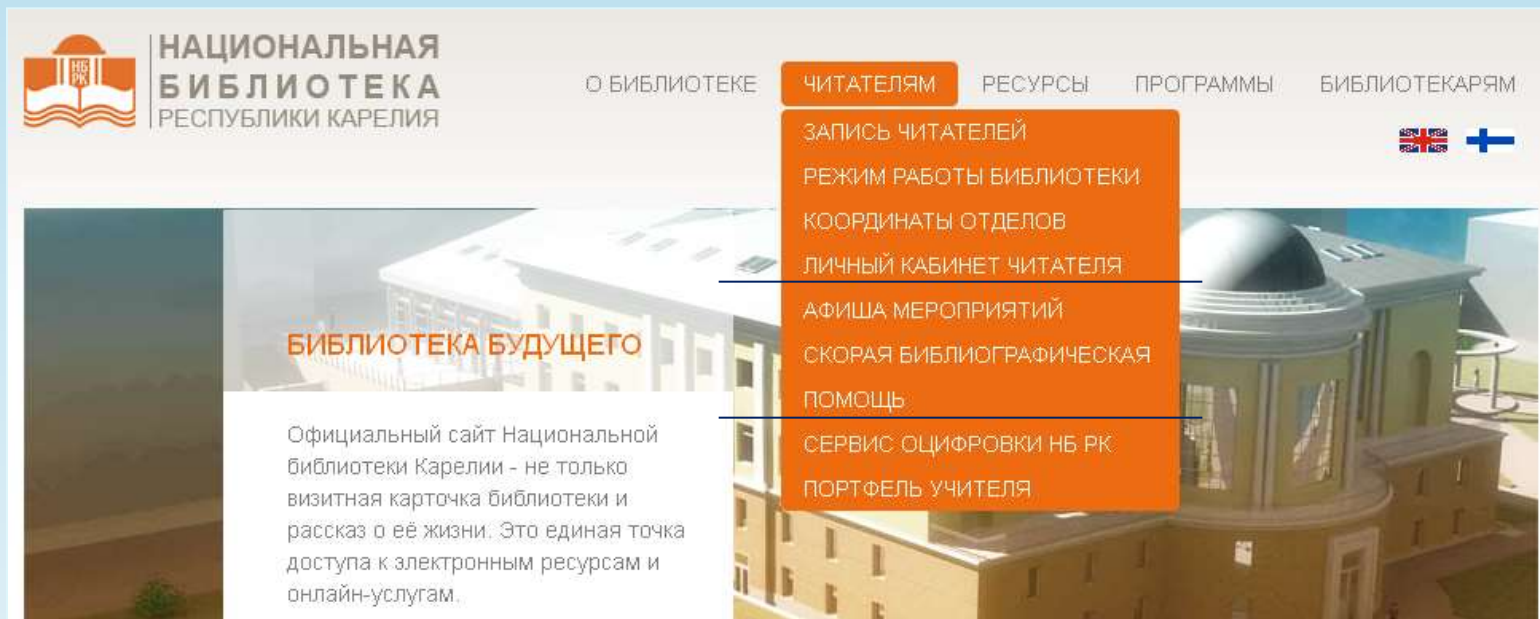 НБ
РК
НАЦИОНАЛЬНАЯ
БИБЛИОТЕКА
РЕСПУБЛИКИ КАРЕЛИЯ
О БИБЛИОТЕКЕ ЧИТАТЕЛЯМ РЕСУРСЫ ПРОГРАММЫ БИБЛИОТЕКАРЯМ
ЗАПИСЬ ЧИТАТЕЛЕЙ
РЕЖИМ РАБОТЫ БИБЛИОТЕКИ
КООРДИНАТЫ ОТДЕЛОВ
ЛИЧНЫЙ КАБИНЕТ ЧИТАТЕЛЯ
АФИША МЕРОПРИЯТИЙ
СКОРАЯ БИБЛИОГРАФИЧЕСКАЯ
ПОМОЩЬ
СЕРВИС ОЦИФРОВКИ НБ РК
ПОРТФЕЛЬ УЧИТЕЛЯ
БИБЛИОТЕКА БУДУЩЕГО
Официальный сайт Национальной
библиотеки Карелии - не только
визитная карточка библиотеки и
рассказ о её жизни. Это единая точка
доступа к электронным ресурсам и
онлайн-услугам.